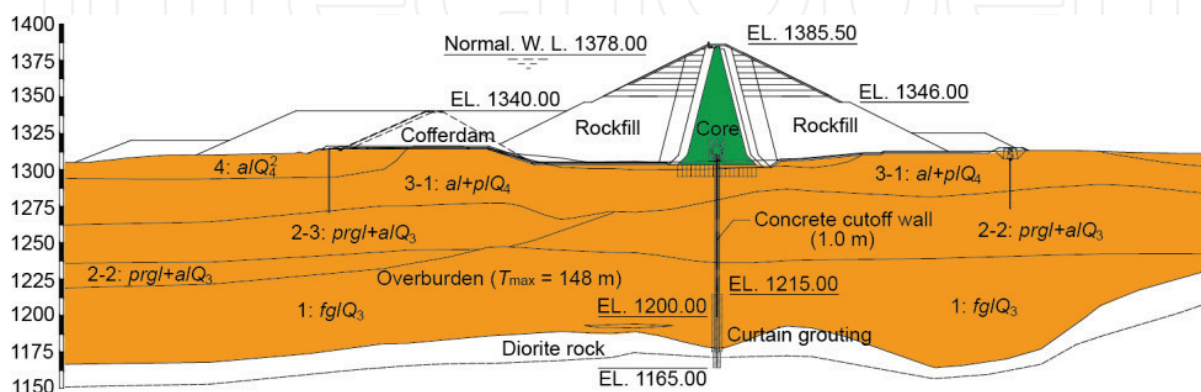 1400
1375
1350
1325
1300
1275
1250
1225
1200
1175
1150
Normal. W. L. 1378.00
EL. 1385.50
EL. 1340.00
EL. 1346.00
Cofferdam
Rockfill
Core
Rockfill
4: alQ₄²
3-1: al+plQ₄
3-1: al+plQ₄
2-3: prgl+alQ₃
Concrete cutoff wall
(1.0 m)
2-2: prgl+alQ₃
2-2: prgl+alQ₃
Overburden (Tmax = 148 m)
EL. 1215.00
1: fglQ₃
EL. 1200.00
1: fglQ₃
Curtain grouting
Diorite rock
EL. 1165.00